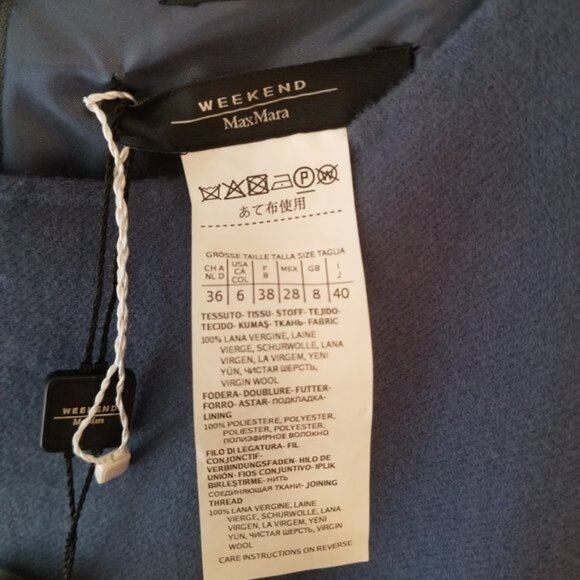 WEEKEND
MaxMara
P W
あて布使用
GRÖSSE TAILLE TALLA SIZE TAGLIA
CH A NL D
USA CA COL
F B
MEX
GB
I J
36 6 38 28 8 40
TESSUTO- TISSU- STOFF- TEJIDO-
TECIDO- KUMAŞ- ТКАНЬ- FABRIC
100% LANA VERGINE, LAINE
VIERGE, SCHURWOLLE, LANA
VIRGEN, LA VIRGEM, YENI
YÜN, ЧИСТАЯ ШЕРСТЬ,
VIRGIN WOOL
FODERA- DOUBLURE- FUTTER-
FORRO- ASTAR- ПОДКЛАДКА-
LINING
100% POLIESTERE, POLYESTER,
POLIESTER, POLYESTER,
ПОЛИЭФИРНОЕ ВОЛОКНО
FILO DI LEGATURA- FIL
CONJONCTIF-
VERBINDUNGSFADEN- HILO DE
UNIÓN- FIOS CONJUNTIVO- IPLIK
BIRLEŞTIRME- НИТЬ
СОЕДИНЯЮЩАЯ ТКАНИ- JOINING
THREAD
100% LANA VERGINE, LAINE
VIERGE, SCHURWOLLE, LANA
VIRGEN, LA VIRGEM, YENI
YÜN, ЧИСТАЯ ШЕРСТЬ, VIRGIN
WOOL
CARE INSTRUCTIONS ON REVERSE
WEEKEND
MaxMara